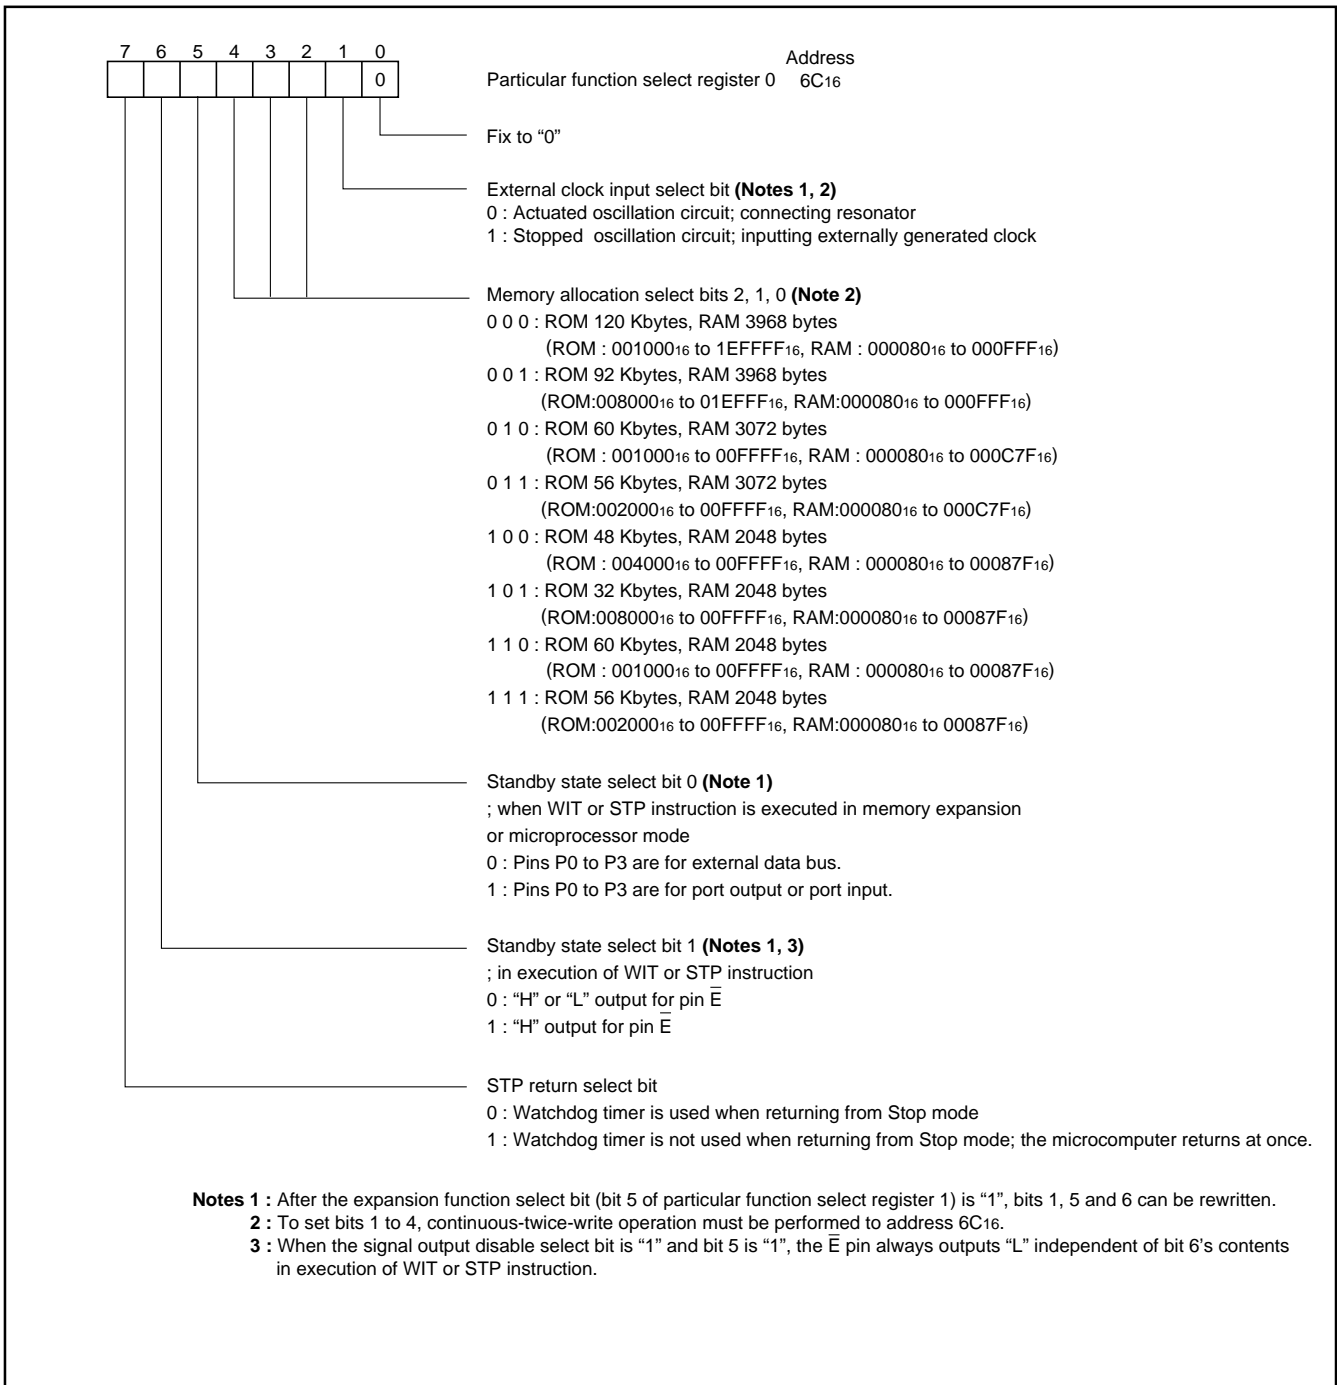 7 6 5 4 3 2 1 0
Address
0
Particular function select register 0 6C16
Fix to “0”
External clock input select bit (Notes 1, 2)
0 : Actuated oscillation circuit; connecting resonator
1 : Stopped oscillation circuit; inputting externally generated clock
Memory allocation select bits 2, 1, 0 (Note 2)
0 0 0 : ROM 120 Kbytes, RAM 3968 bytes
(ROM : 00100016 to 1EFFFF16, RAM : 00008016 to 000FFF16)
0 0 1 : ROM 92 Kbytes, RAM 3968 bytes
(ROM:00800016 to 01EFFF16, RAM:00008016 to 000FFF16)
0 1 0 : ROM 60 Kbytes, RAM 3072 bytes
(ROM : 00100016 to 00FFFF16, RAM : 00008016 to 000C7F16)
0 1 1 : ROM 56 Kbytes, RAM 3072 bytes
(ROM:00200016 to 00FFFF16, RAM:00008016 to 000C7F16)
1 0 0 : ROM 48 Kbytes, RAM 2048 bytes
(ROM : 00400016 to 00FFFF16, RAM : 00008016 to 00087F16)
1 0 1 : ROM 32 Kbytes, RAM 2048 bytes
(ROM:00800016 to 00FFFF16, RAM:00008016 to 00087F16)
1 1 0 : ROM 60 Kbytes, RAM 2048 bytes
(ROM : 00100016 to 00FFFF16, RAM : 00008016 to 00087F16)
1 1 1 : ROM 56 Kbytes, RAM 2048 bytes
(ROM:00200016 to 00FFFF16, RAM:00008016 to 00087F16)
Standby state select bit 0 (Note 1)
; when WIT or STP instruction is executed in memory expansion
or microprocessor mode
0 : Pins P0 to P3 are for external data bus.
1 : Pins P0 to P3 are for port output or port input.
Standby state select bit 1 (Notes 1, 3)
; in execution of WIT or STP instruction
0 : “H” or “L” output for pin E̅
1 : “H” output for pin E̅
STP return select bit
0 : Watchdog timer is used when returning from Stop mode
1 : Watchdog timer is not used when returning from Stop mode; the microcomputer returns at once.
Notes 1 : After the expansion function select bit (bit 5 of particular function select register 1) is “1”, bits 1, 5 and 6 can be rewritten.
2 : To set bits 1 to 4, continuous-twice-write operation must be performed to address 6C16.
3 : When the signal output disable select bit is “1” and bit 5 is “1”, the E̅ pin always outputs “L” independent of bit 6’s contents
in execution of WIT or STP instruction.